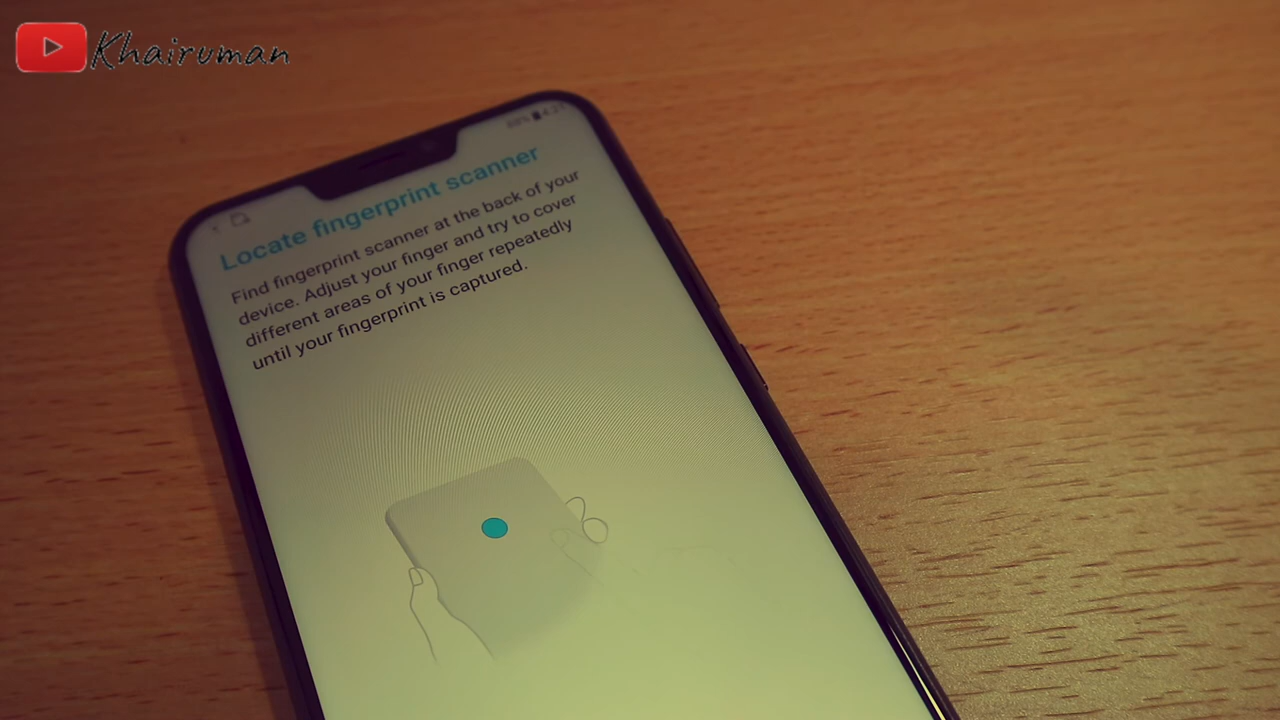 Khairuman
Locate fingerprint scanner
Find fingerprint scanner at the back of your
device. Adjust your finger and try to cover
different areas of your finger repeatedly
until your fingerprint is captured.